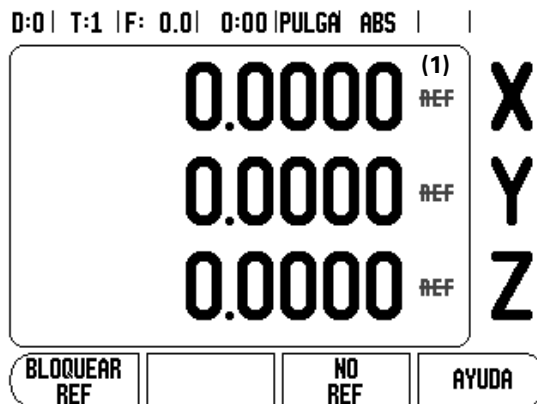 D:0 | T:1 | F: 0.0 | 0:00 | PULGA ABS | |
(1)
0.0000 REF X
0.0000 REF Y
0.0000 REF Z
BLOQUEAR REF
NO REF
AYUDA